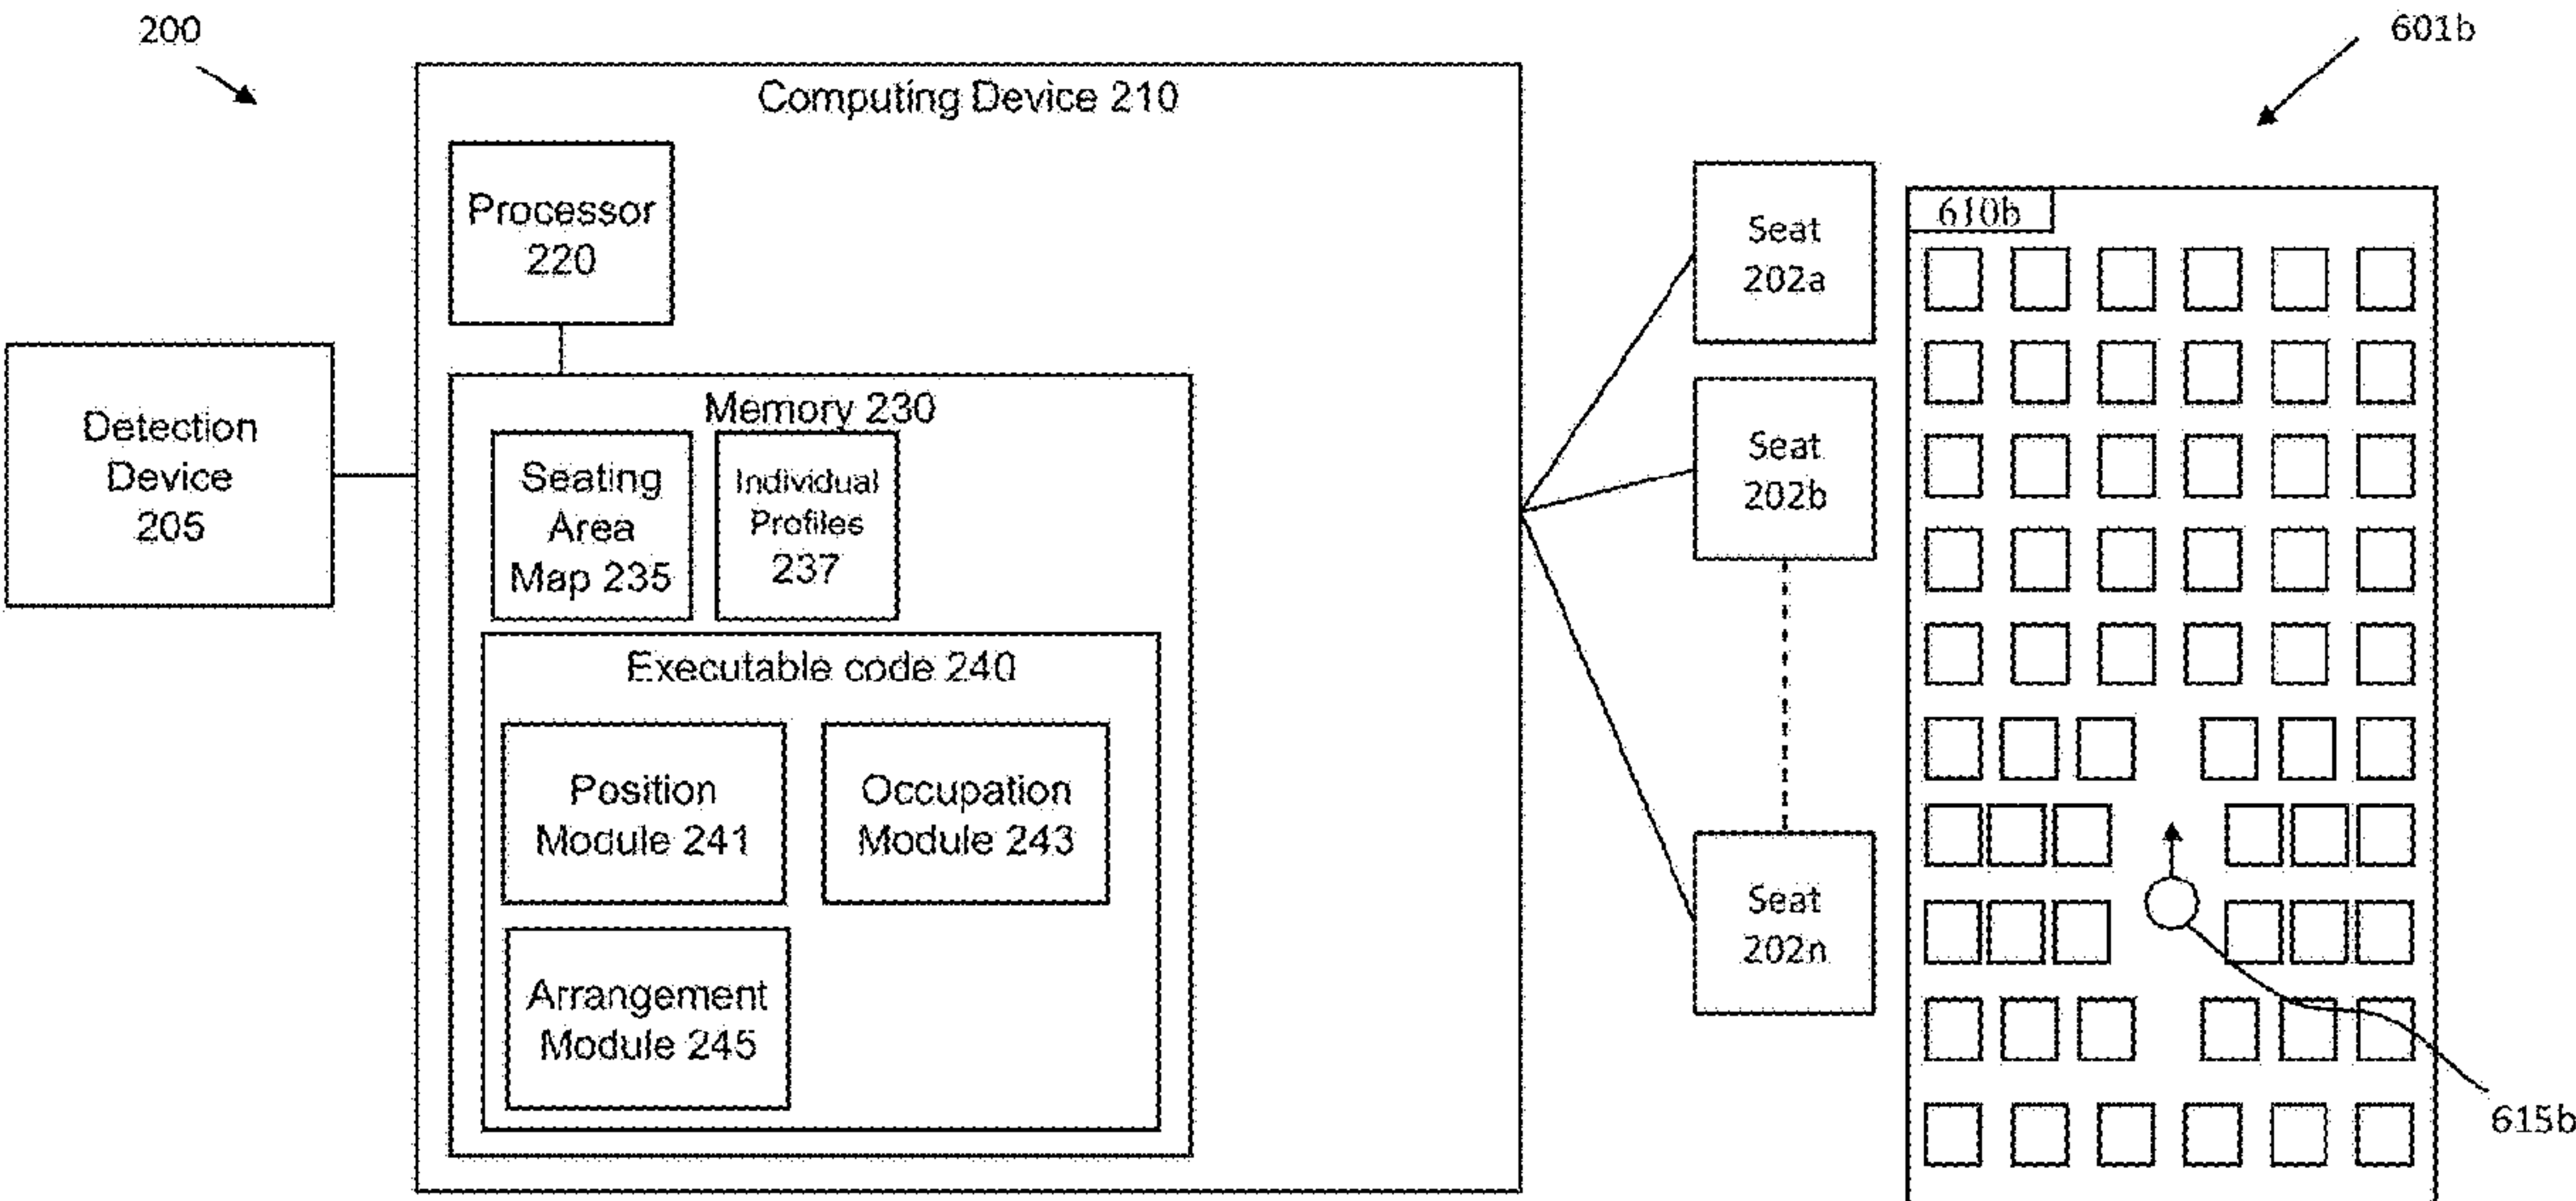 200
601b
Computing Device 210
Processor
220
Detection
Device
205
Memory 230
Seating
Area
Map 235
Individual
Profiles
237
Executable code 240
Position
Module 241
Occupation
Module 243
Arrangement
Module 245
Seat
202a
Seat
202b
Seat
202n
610b
615b